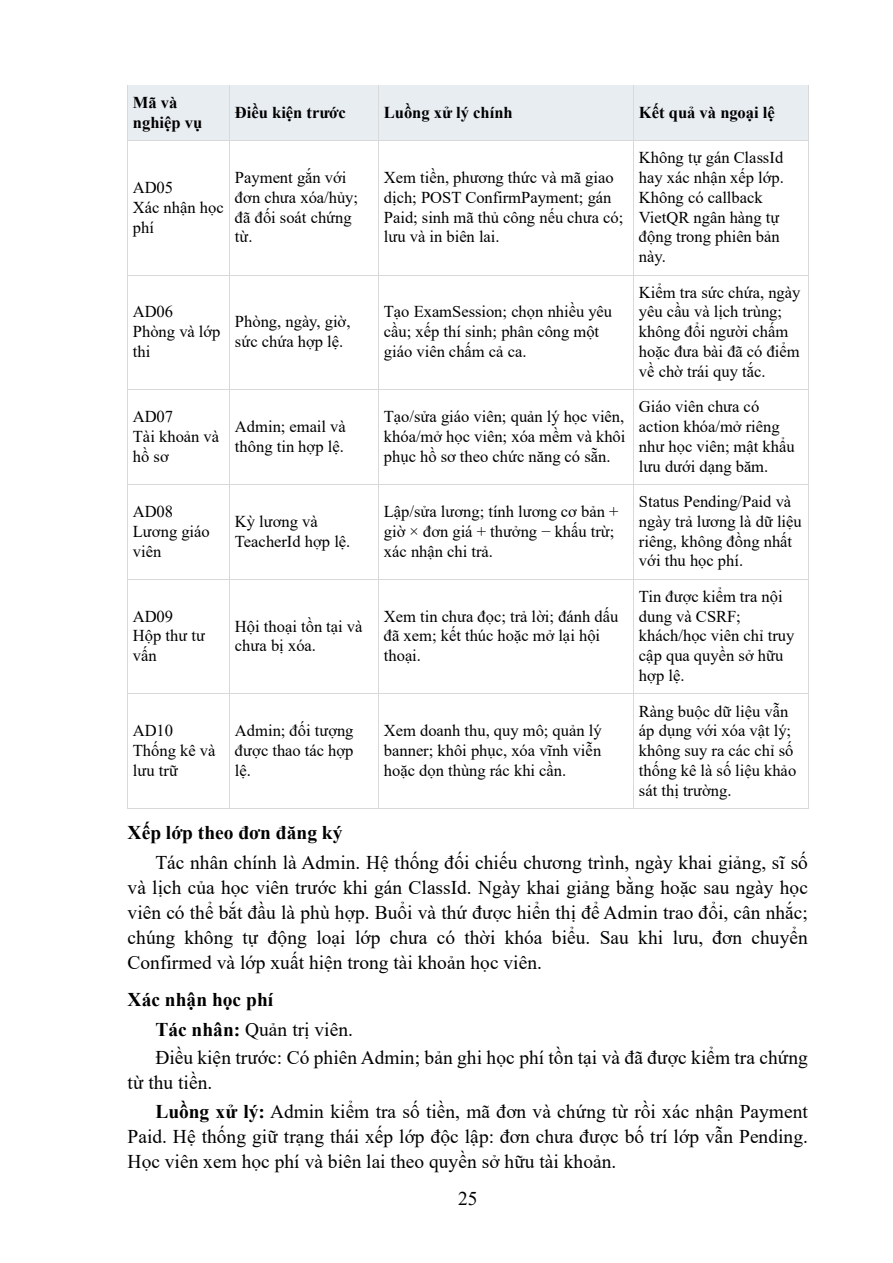 Mã và
nghiệp vụ
Điều kiện trước
Luồng xử lý chính
Kết quả và ngoại lệ
AD05
Xác nhận học
phí
Payment gắn với
đơn chưa xóa/hủy;
đã đối soát chứng
từ.
Xem tiền, phương thức và mã giao
dịch; POST ConfirmPayment; gán
Paid; sinh mã thủ công nếu chưa có;
lưu và in biên lai.
Không tự gán ClassId
hay xác nhận xếp lớp.
Không có callback
VietQR ngân hàng tự
động trong phiên bản
này.
AD06
Phòng và lớp
thi
Phòng, ngày, giờ,
sức chứa hợp lệ.
Tạo ExamSession; chọn nhiều yêu
cầu; xếp thí sinh; phân công một
giáo viên chấm cả ca.
Kiểm tra sức chứa, ngày
yêu cầu và lịch trùng;
không đổi người chấm
hoặc đưa bài đã có điểm
về chờ trái quy tắc.
AD07
Tài khoản và
hồ sơ
Admin; email và
thông tin hợp lệ.
Tạo/sửa giáo viên; quản lý học viên,
khóa/mở học viên; xóa mềm và khôi
phục hồ sơ theo chức năng có sẵn.
Giáo viên chưa có
action khóa/mở riêng
như học viên; mật khẩu
lưu dưới dạng băm.
AD08
Lương giáo
viên
Kỳ lương và
TeacherId hợp lệ.
Lập/sửa lương; tính lương cơ bản +
giờ × đơn giá + thưởng − khấu trừ;
xác nhận chi trả.
Status Pending/Paid và
ngày trả lương là dữ liệu
riêng, không đồng nhất
với thu học phí.
AD09
Hộp thư tư
vấn
Hội thoại tồn tại và
chưa bị xóa.
Xem tin chưa đọc; trả lời; đánh dấu
đã xem; kết thúc hoặc mở lại hội
thoại.
Tin được kiểm tra nội
dung và CSRF;
khách/học viên chỉ truy
cập qua quyền sở hữu
hợp lệ.
AD10
Thống kê và
lưu trữ
Admin; đối tượng
được thao tác hợp
lệ.
Xem doanh thu, quy mô; quản lý
banner; khôi phục, xóa vĩnh viễn
hoặc dọn thùng rác khi cần.
Ràng buộc dữ liệu vẫn
áp dụng với xóa vật lý;
không suy ra các chỉ số
thống kê là số liệu khảo
sát thị trường.
Xếp lớp theo đơn đăng ký
Tác nhân chính là Admin. Hệ thống đối chiếu chương trình, ngày khai giảng, sĩ số
và lịch của học viên trước khi gán ClassId. Ngày khai giảng bằng hoặc sau ngày học
viên có thể bắt đầu là phù hợp. Buổi và thứ được hiển thị để Admin trao đổi, cân nhắc;
chúng không tự động loại lớp chưa có thời khóa biểu. Sau khi lưu, đơn chuyển
Confirmed và lớp xuất hiện trong tài khoản học viên.
Xác nhận học phí
Tác nhân: Quản trị viên.
Điều kiện trước: Có phiên Admin; bản ghi học phí tồn tại và đã được kiểm tra chứng
từ thu tiền.
Luồng xử lý: Admin kiểm tra số tiền, mã đơn và chứng từ rồi xác nhận Payment
Paid. Hệ thống giữ trạng thái xếp lớp độc lập: đơn chưa được bố trí lớp vẫn Pending.
Học viên xem học phí và biên lai theo quyền sở hữu tài khoản.
25